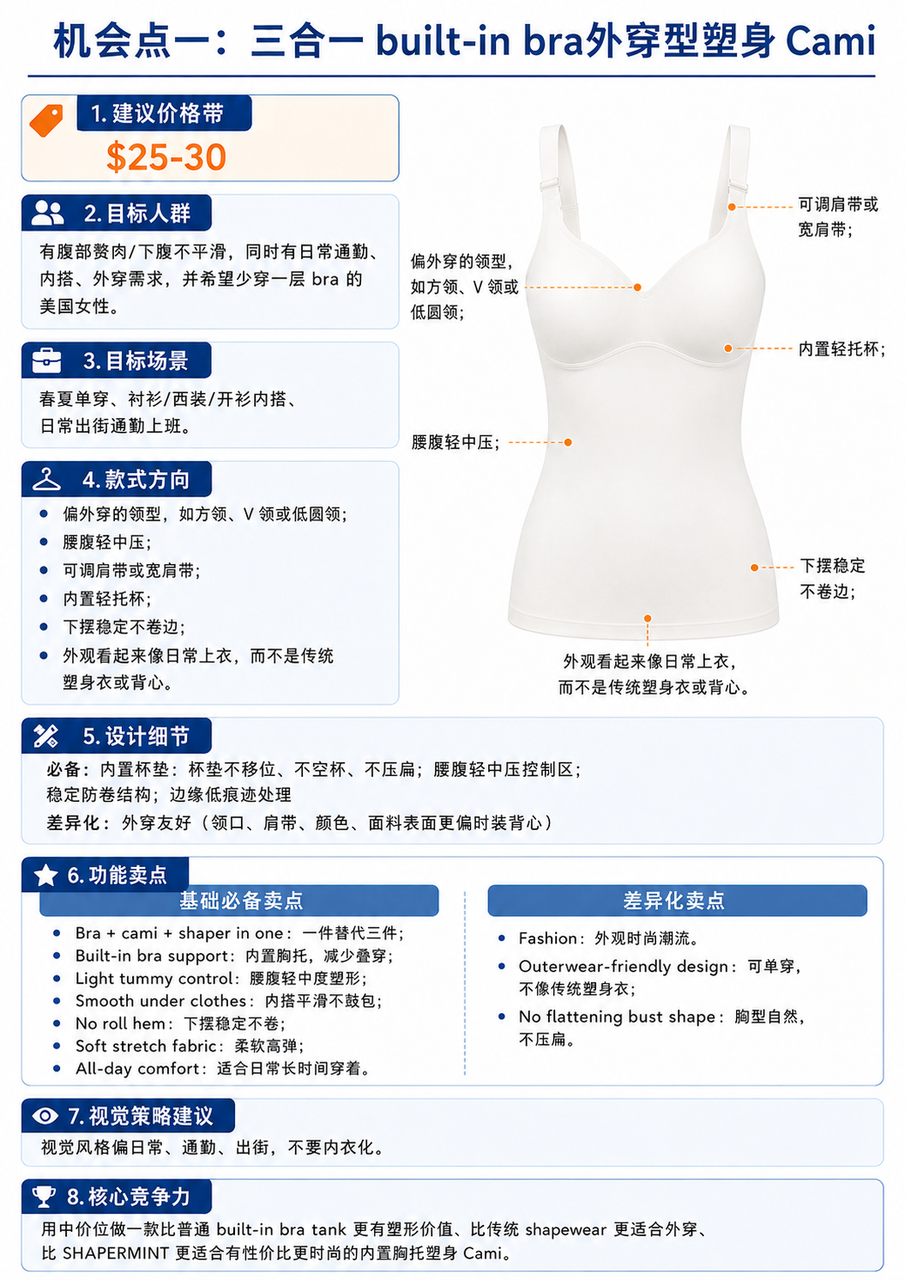 机会点一：三合一 built-in bra外穿型塑身 Cami
1. 建议价格带
$25-30
2. 目标人群
有腹部赘肉/下腹不平滑，同时有日常通勤、
内搭、外穿需求，并希望少穿一层 bra 的
美国女性。
3. 目标场景
春夏单穿、衬衫/西装/开衫内搭、
日常出街通勤上班。
4. 款式方向
偏外穿的领型，如方领、V 领或低圆领；
腰腹轻中压；
可调肩带或宽肩带；
内置轻托杯；
下摆稳定不卷边；
外观看起来像日常上衣，而不是传统
塑身衣或背心。
可调肩带或
宽肩带；
偏外穿的领型，
如方领、V 领或
低圆领；
内置轻托杯；
腰腹轻中压；
下摆稳定
不卷边；
外观看起来像日常上衣，
而不是传统塑身衣或背心。
5. 设计细节
必备：内置杯垫：杯垫不移位、不空杯、不压扁；腰腹轻中压控制区；
稳定防卷结构；边缘低痕迹处理
差异化：外穿友好（领口、肩带、颜色、面料表面更偏时装背心）
6. 功能卖点
基础必备卖点
Bra + cami + shaper in one：一件替代三件；
Built-in bra support：内置胸托，减少叠穿；
Light tummy control：腰腹轻中度塑形；
Smooth under clothes：内搭平滑不鼓包；
No roll hem：下摆稳定不卷；
Soft stretch fabric：柔软高弹；
All-day comfort：适合日常长时间穿着。
差异化卖点
Fashion：外观时尚潮流。
Outerwear-friendly design：可单穿，
不像传统塑身衣；
No flattening bust shape：胸型自然，
不压扁。
7. 视觉策略建议
视觉风格偏日常、通勤、出街，不要内衣化。
8. 核心竞争力
用中价位做一款比普通 built-in bra tank 更有塑形价值、比传统 shapewear 更适合外穿、
比 SHAPERMINT 更适合有性价比更时尚的内置胸托塑身 Cami。